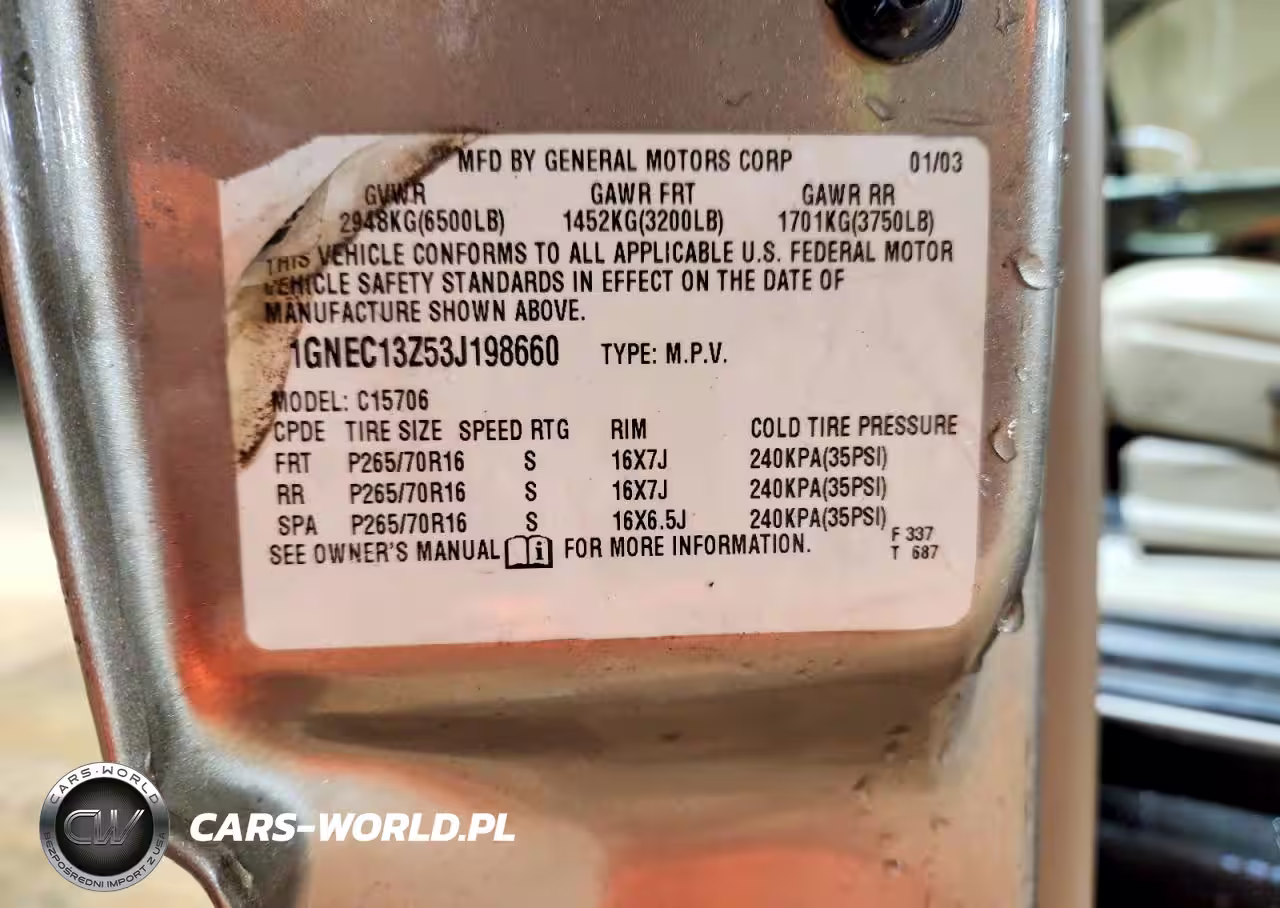 MFD BY GENERAL MOTORS CORP 01/03
GVWR GAWR FRT GAWR RR
2948KG(6500LB) 1452KG(3200LB) 1701KG(3750LB)
THIS VEHICLE CONFORMS TO ALL APPLICABLE U.S. FEDERAL MOTOR
VEHICLE SAFETY STANDARDS IN EFFECT ON THE DATE OF
MANUFACTURE SHOWN ABOVE.
1GNEC13Z53J198660 TYPE: M.P.V.
MODEL: C15706
CPDE TIRE SIZE SPEED RTG RIM COLD TIRE PRESSURE
FRT P265/70R16 S 16X7J 240KPA(35PSI)
RR P265/70R16 S 16X7J 240KPA(35PSI)
SPA P265/70R16 S 16X6.5J 240KPA(35PSI)
SEE OWNER'S MANUAL i FOR MORE INFORMATION.
F 337
T 687
CARS-WORLD
CW
BEZPOŚREDNI IMPORT Z USA
CARS-WORLD.PL